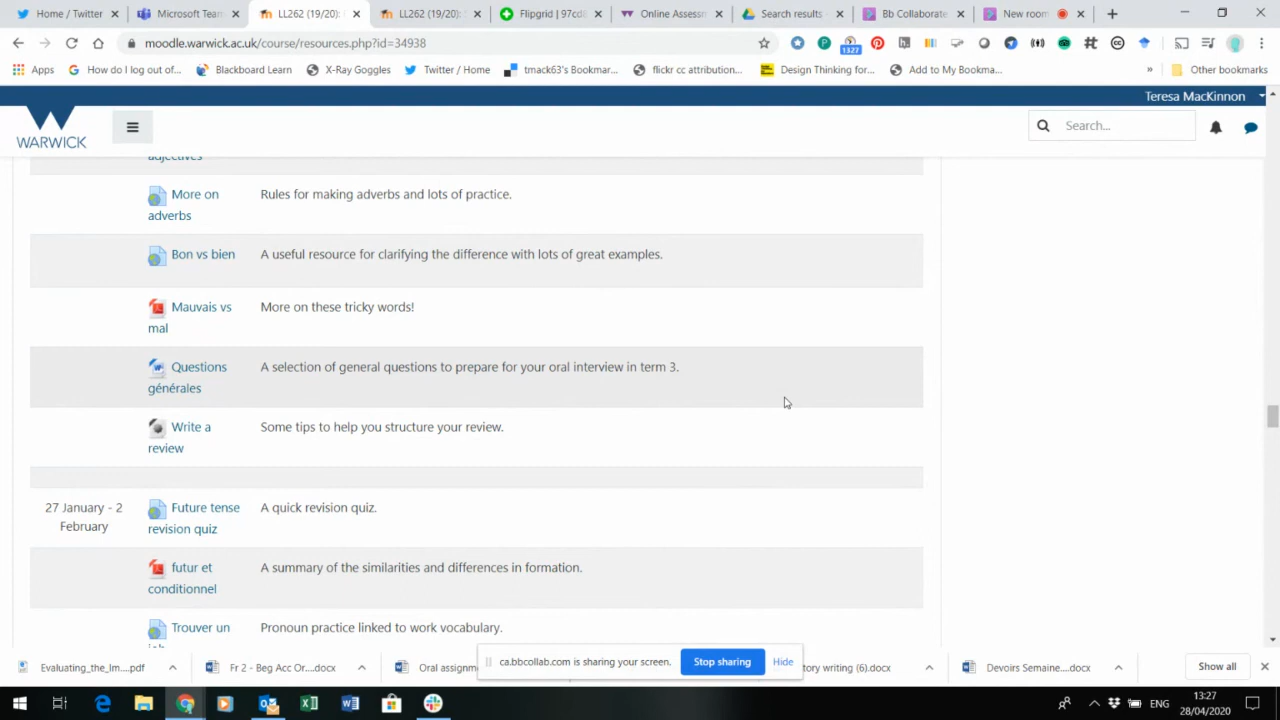 Home / Twitter
Microsoft Team
LL262 (19/20): C
LL262 (19/20): S
Flipgrid | 97cd8
Online Assessm
Search results -
Bb Collaborate
New room
moodle.warwick.ac.uk/course/resources.php?id=34938
1327
Apps
How do I log out of...
Blackboard Learn
X-Ray Goggles
Twitter / Home
tmack63's Bookmar...
flickr cc attribution...
Design Thinking for...
Add to My Bookma...
»
Other bookmarks
Teresa MacKinnon
WARWICK
Search...
adjectives
More on
adverbs
Rules for making adverbs and lots of practice.
Bon vs bien
A useful resource for clarifying the difference with lots of great examples.
Mauvais vs
mal
More on these tricky words!
Questions
générales
A selection of general questions to prepare for your oral interview in term 3.
Write a
review
Some tips to help you structure your review.
27 January - 2
February
Future tense
revision quiz
A quick revision quiz.
futur et
conditionnel
A summary of the similarities and differences in formation.
Trouver un
Pronoun practice linked to work vocabulary.
ca.bbcollab.com is sharing your screen.
Stop sharing
Hide
Evaluating_the_Im....pdf
Fr 2 - Beg Acc Or....docx
Oral assignm
tory writing (6).docx
Devoirs Semaine....docx
Show all
ENG
13:27
28/04/2020